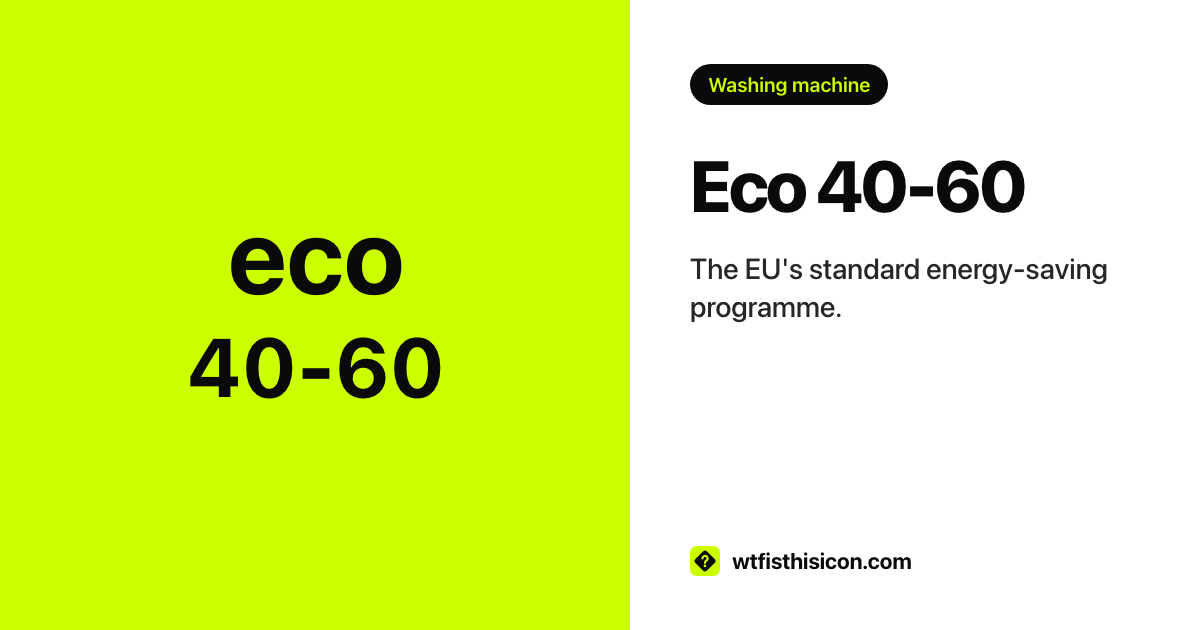 eco
40-60
Washing machine
Eco 40-60
The EU's standard energy-saving
programme.
?
wtfisthisicon.com